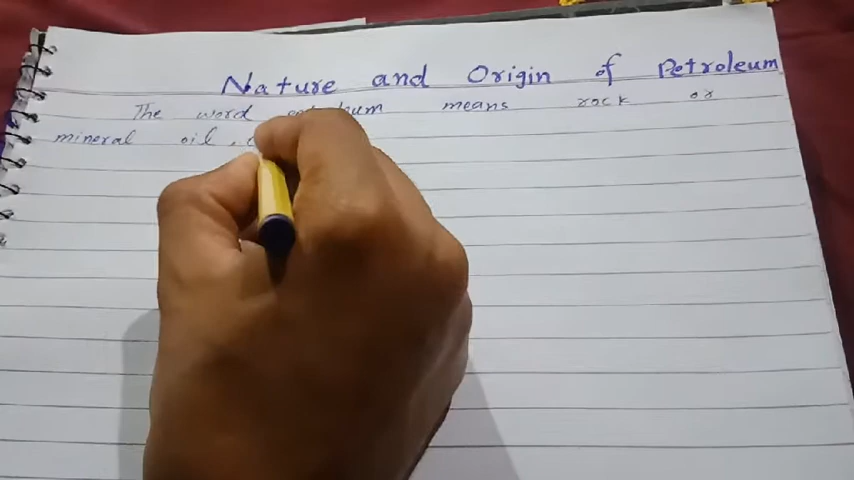 Nature and Origin of Petroleum
The word means rock or
mineral oil.